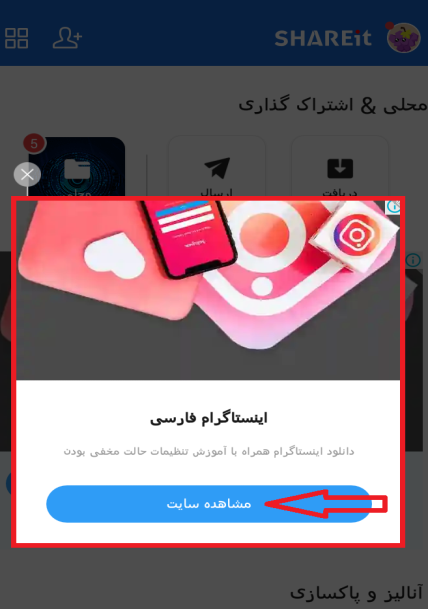 SHAREit
محلی & اشتراک گذاری
5
دریافت
ارسال
اینستاگرام فارسی
دانلود اینستاگرام همراه با آموزش تنظیمات حالت مخفی بودن
مشاهده سایت
آنالیز و پاکسازی